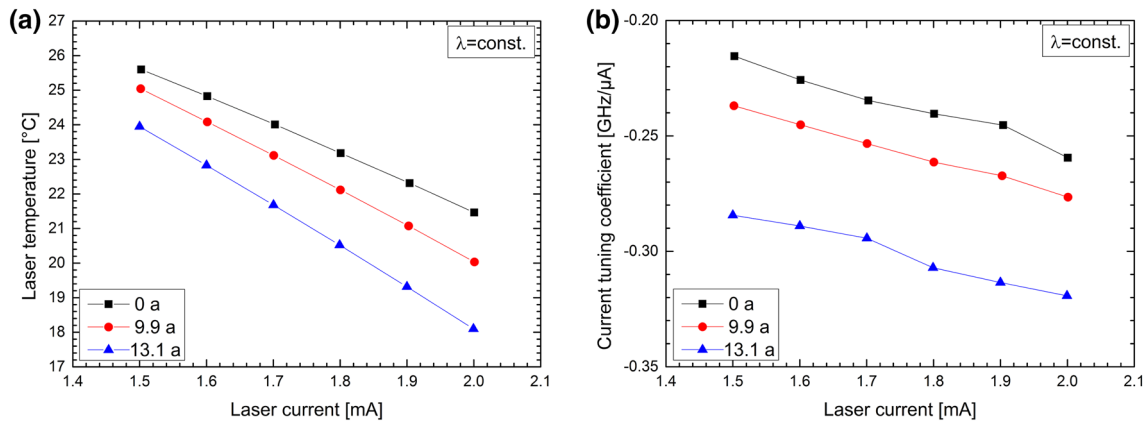 (a)
λ=const.
Laser temperature [°C]
26
25
24
23
22
21
20
19
18
17
0 a
9.9 a
13.1 a
1.4 1.5 1.6 1.7 1.8 1.9 2.0 2.1
Laser current [mA]
(b)
λ=const.
Current tuning coefficient [GHz/µA]
-0.20
-0.25
-0.30
-0.35
0 a
9.9 a
13.1 a
1.4 1.5 1.6 1.7 1.8 1.9 2.0 2.1
Laser current [mA]